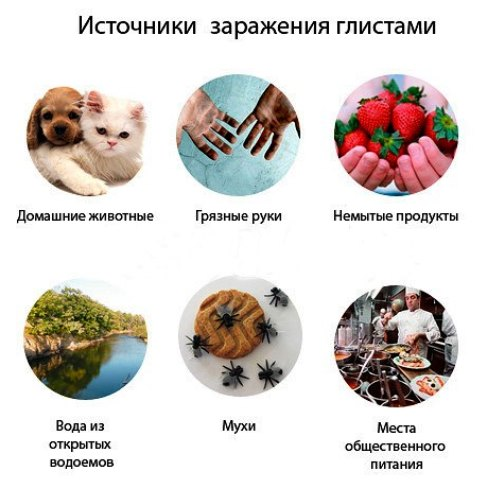 Источники заражения глистами
Домашние животные
Грязные руки
Немытые продукты
Вода из
открытых
водоемов
Мухи
Места
общественного
питания